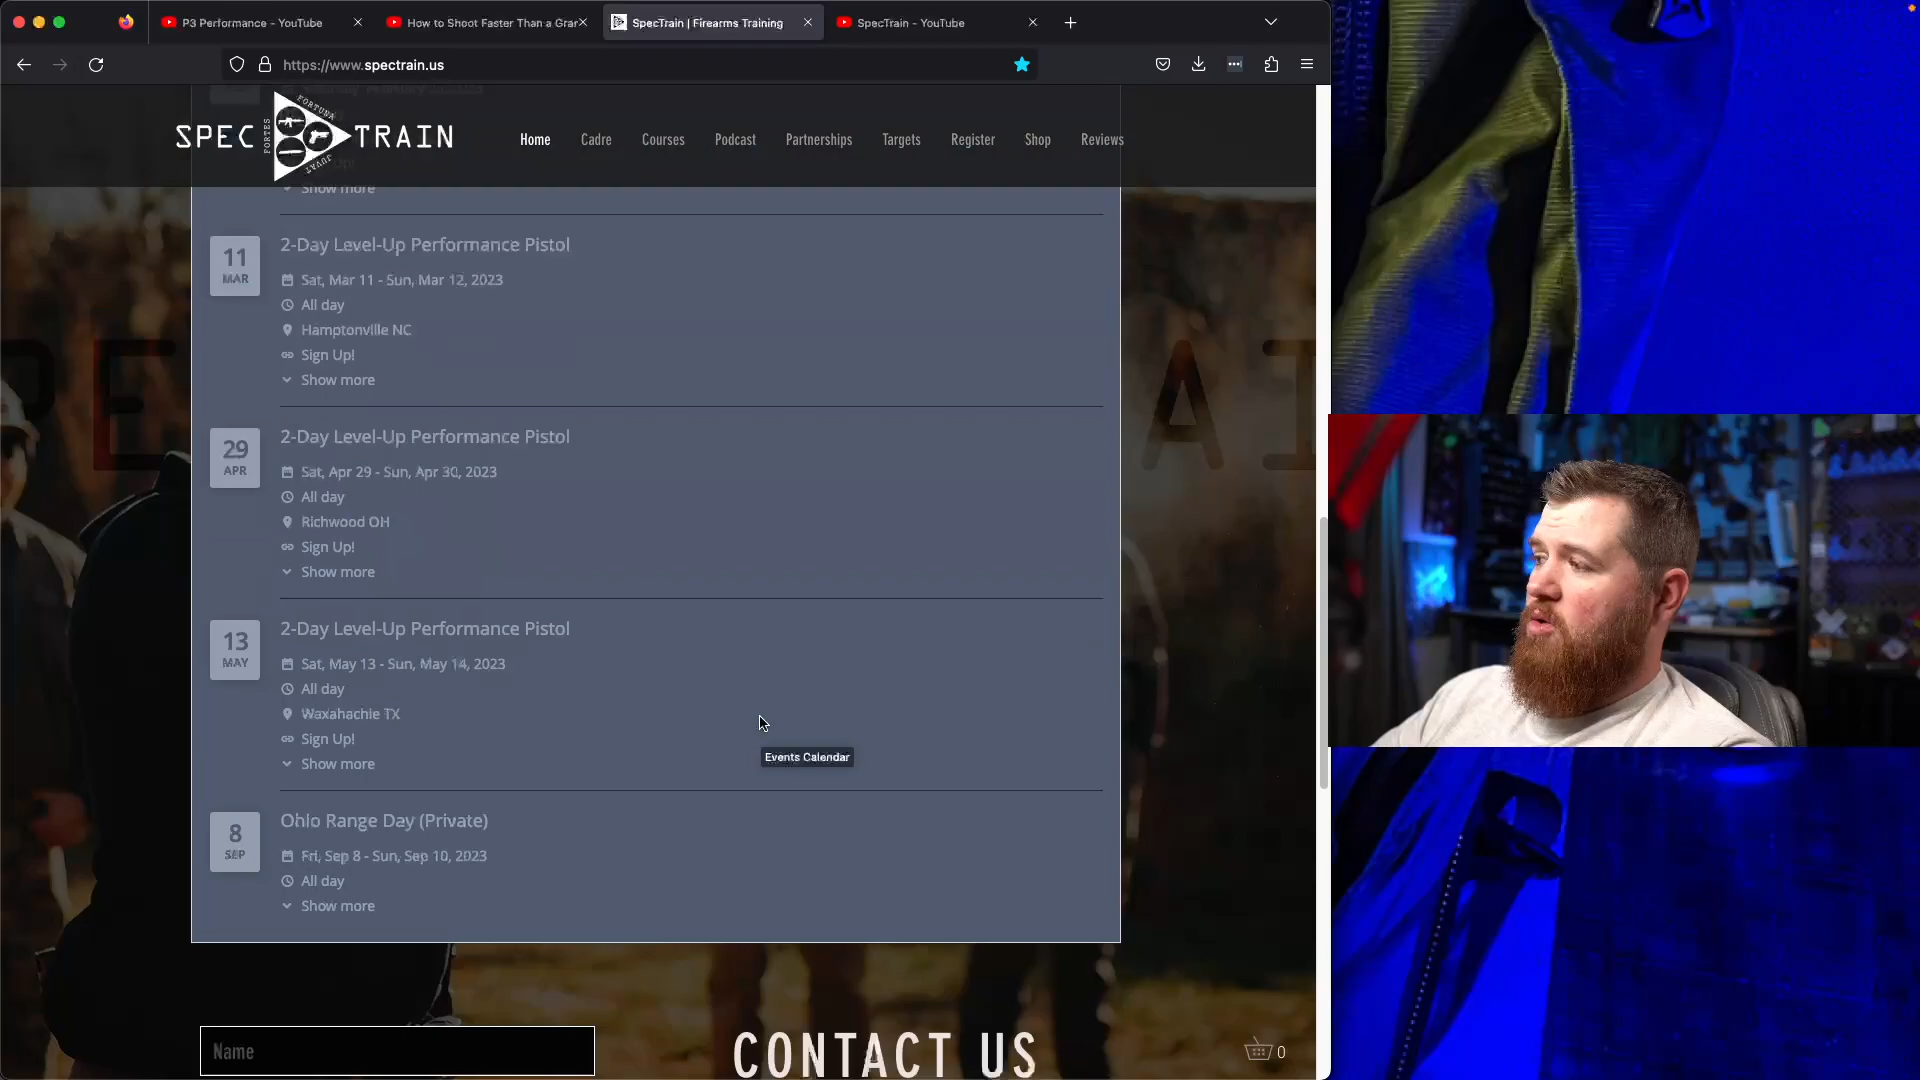 P3 Performance – YouTube
How to Shoot Faster Than a Gran
SpecTrain | Firearms Training
SpecTrain – YouTube
https://www.spectrain.us
SPEC TRAIN
FORTES FORTUNA JUVAT
Home
Cadre
Courses
Podcast
Partnerships
Targets
Register
Shop
Reviews
Show more
11
MAR
2-Day Level-Up Performance Pistol
Sat, Mar 11 - Sun, Mar 12, 2023
All day
Hamptonville NC
Sign Up!
Show more
29
APR
2-Day Level-Up Performance Pistol
Sat, Apr 29 - Sun, Apr 30, 2023
All day
Richwood OH
Sign Up!
Show more
13
MAY
2-Day Level-Up Performance Pistol
Sat, May 13 - Sun, May 14, 2023
All day
Waxahachie TX
Sign Up!
Show more
Events Calendar
8
SEP
Ohio Range Day (Private)
Fri, Sep 8 - Sun, Sep 10, 2023
All day
Show more
Name
CONTACT US
0